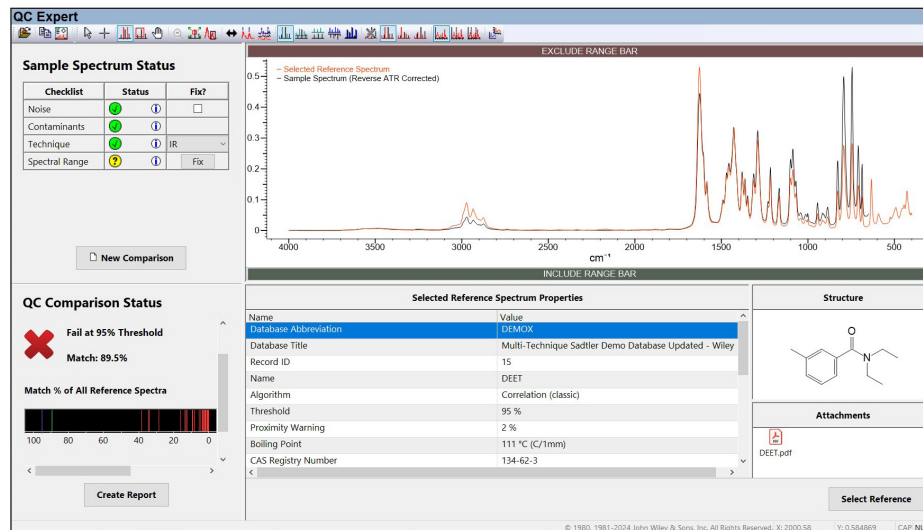 QC Expert
Sample Spectrum Status
Checklist Status Fix?
Noise
Contaminants
Technique IR
Spectral Range Fix
New Comparison
EXCLUDE RANGE BAR
Selected Reference Spectrum
Sample Spectrum (Reverse ATR Corrected)
0.5
0.4
0.3
0.2
0.1
0
4000 3500 3000 2500 2000 1500 1000 500
cm⁻¹
INCLUDE RANGE BAR
QC Comparison Status
Fail at 95% Threshold
Match: 89.5%
Match % of All Reference Spectra
100 80 60 40 20 0
Create Report
Selected Reference Spectrum Properties
Name Value
Database Abbreviation DEMOX
Database Title Multi-Technique Sadtler Demo Database Updated - Wiley
Record ID 15
Name DEET
Algorithm Correlation (classic)
Threshold 95 %
Proximity Warning 2 %
Boiling Point 111 °C (C/1mm)
CAS Registry Number 134-62-3
Structure
O
N
Attachments
PDF
DEET.pdf
Select Reference
© 1980, 1981-2024 John Wiley & Sons, Inc. All Rights Reserved. X: 2000.58 Y: 0.584869 CAP NU